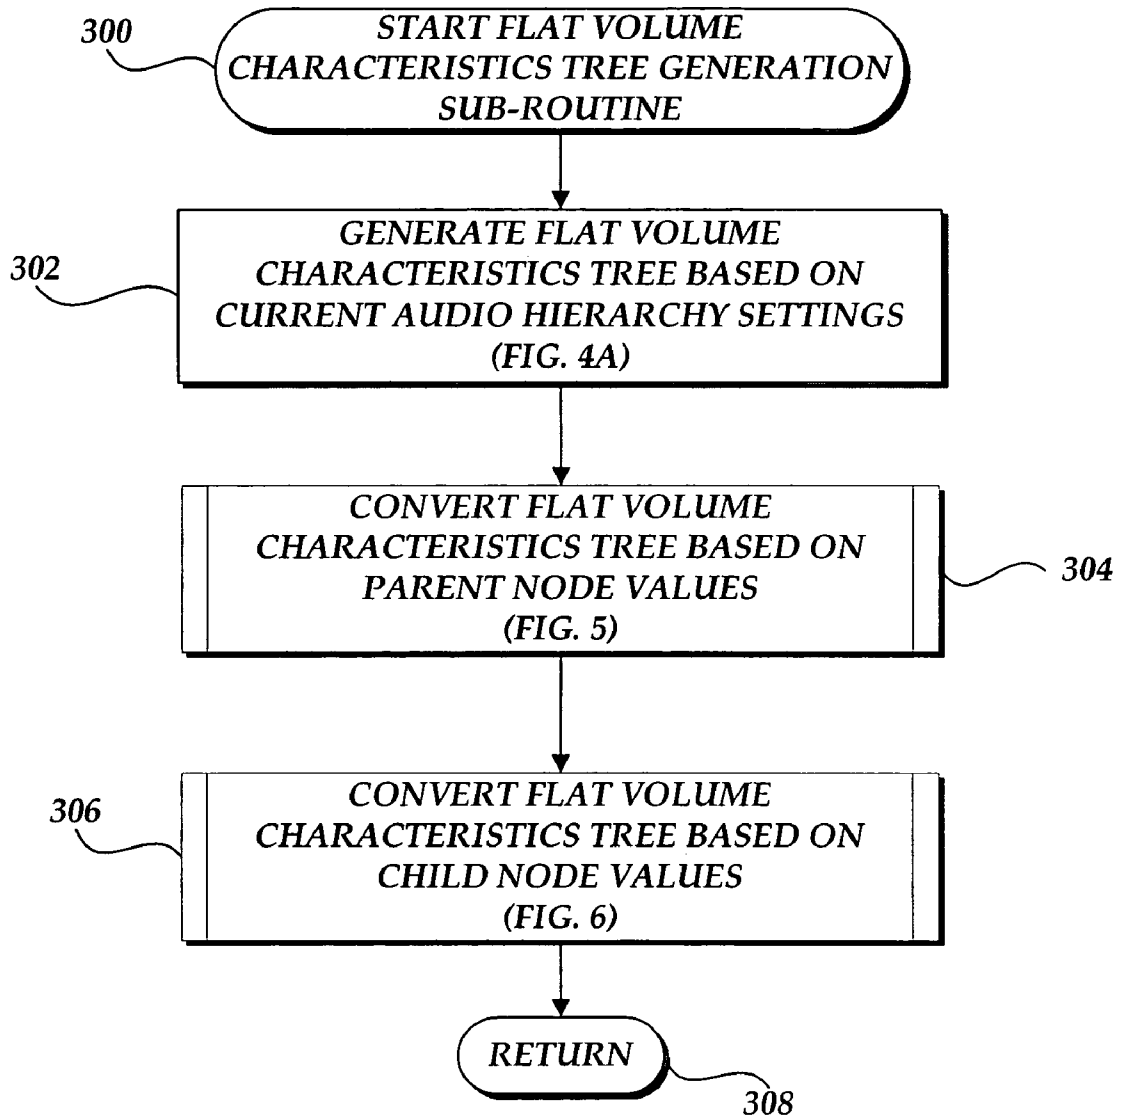 300
START FLAT VOLUME
CHARACTERISTICS TREE GENERATION
SUB-ROUTINE
302
GENERATE FLAT VOLUME
CHARACTERISTICS TREE BASED ON
CURRENT AUDIO HIERARCHY SETTINGS
(FIG. 4A)
CONVERT FLAT VOLUME
CHARACTERISTICS TREE BASED ON
PARENT NODE VALUES
(FIG. 5)
304
306
CONVERT FLAT VOLUME
CHARACTERISTICS TREE BASED ON
CHILD NODE VALUES
(FIG. 6)
RETURN
308